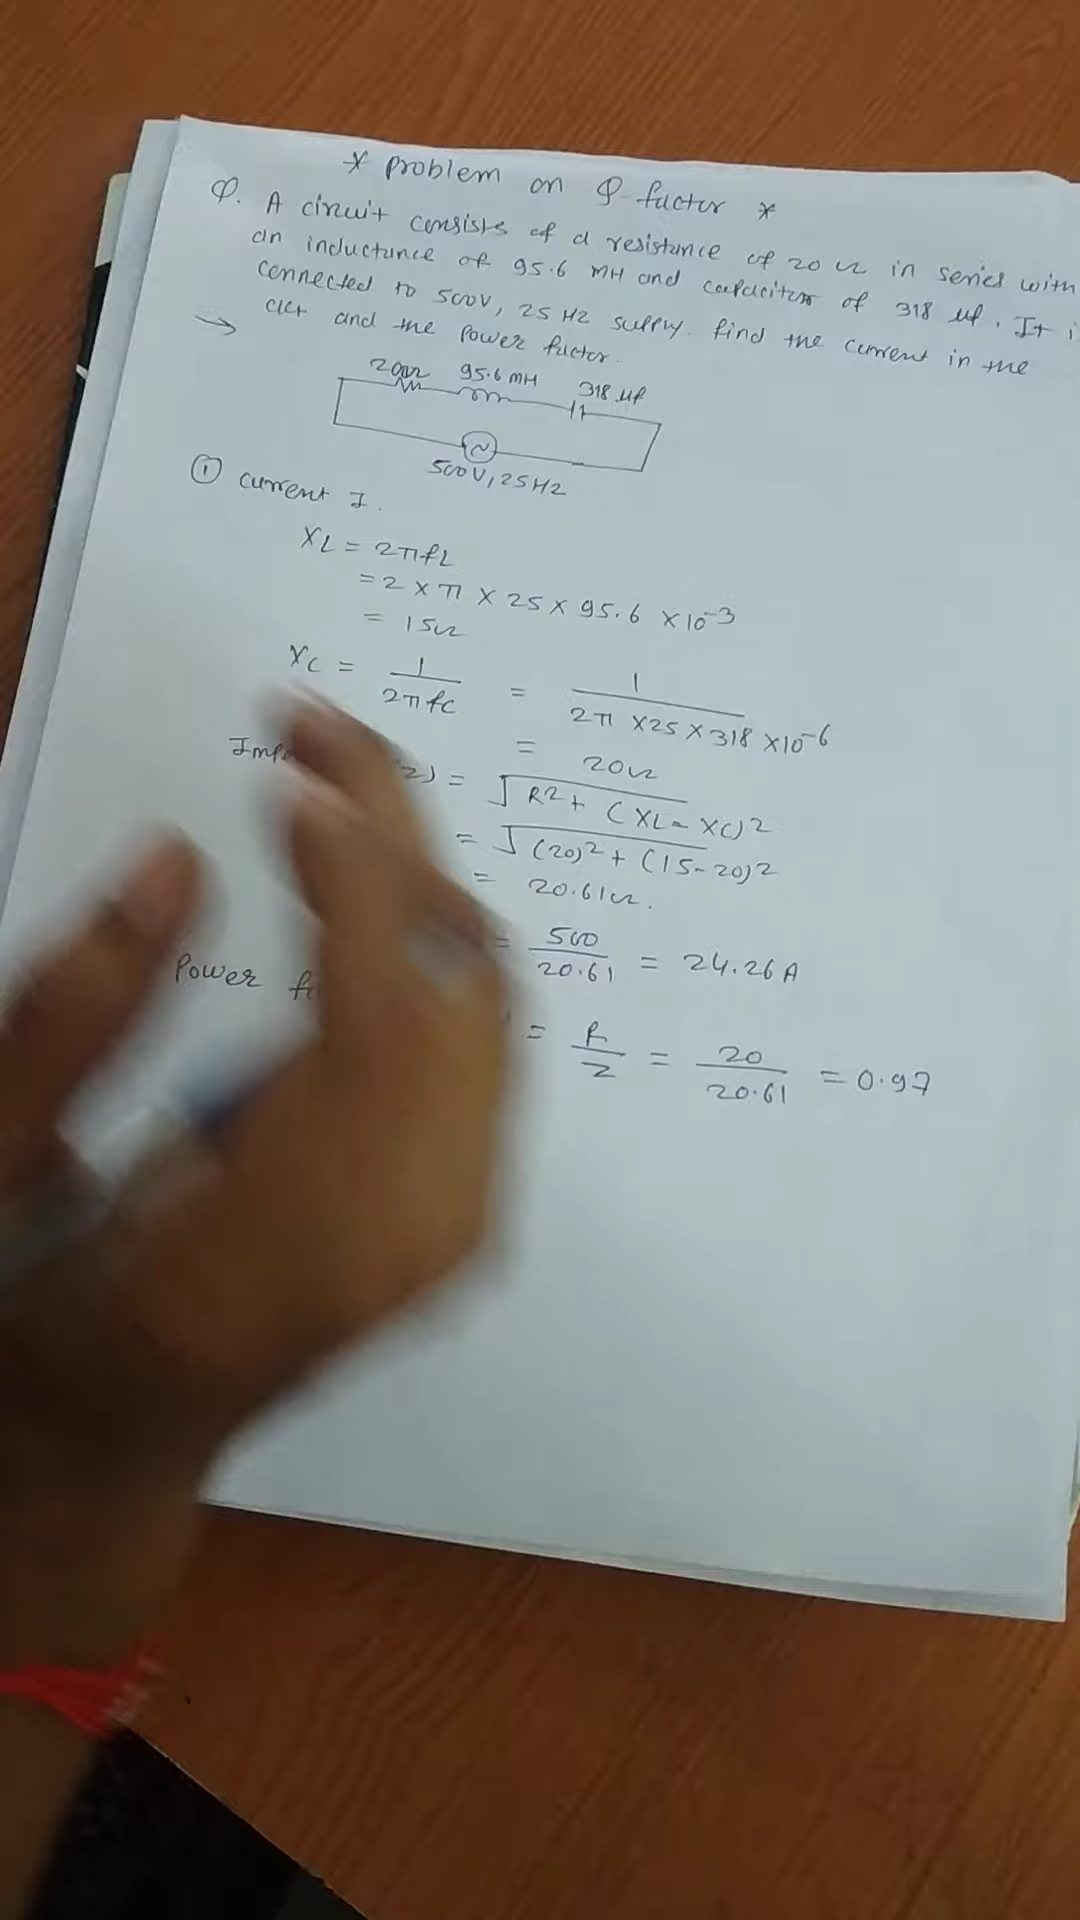 * problem on Q-factor *
Q. A circuit consists of a resistance of 20 Ω in series with
an inductance of 95.6 mH and capacitor of 318 μf. It i
connected to 500V, 25 HZ supply. find the current in the
ckt and the power factor.
→
20Ω 95.6 mH 318 μf
500V, 25HZ
① current I.
XL = 2πfL
= 2 × π × 25 × 95.6 × 10⁻³
= 15Ω
XC = 1/2πfC = 1/2π × 25 × 318 × 10⁻⁶
= 20Ω
Z) = √R² + (XL - XC)²
= √(20)² + (15-20)²
= 20.61Ω.
= 500/20.61 = 24.26 A
Power
= R/Z = 20/20.61 = 0.97